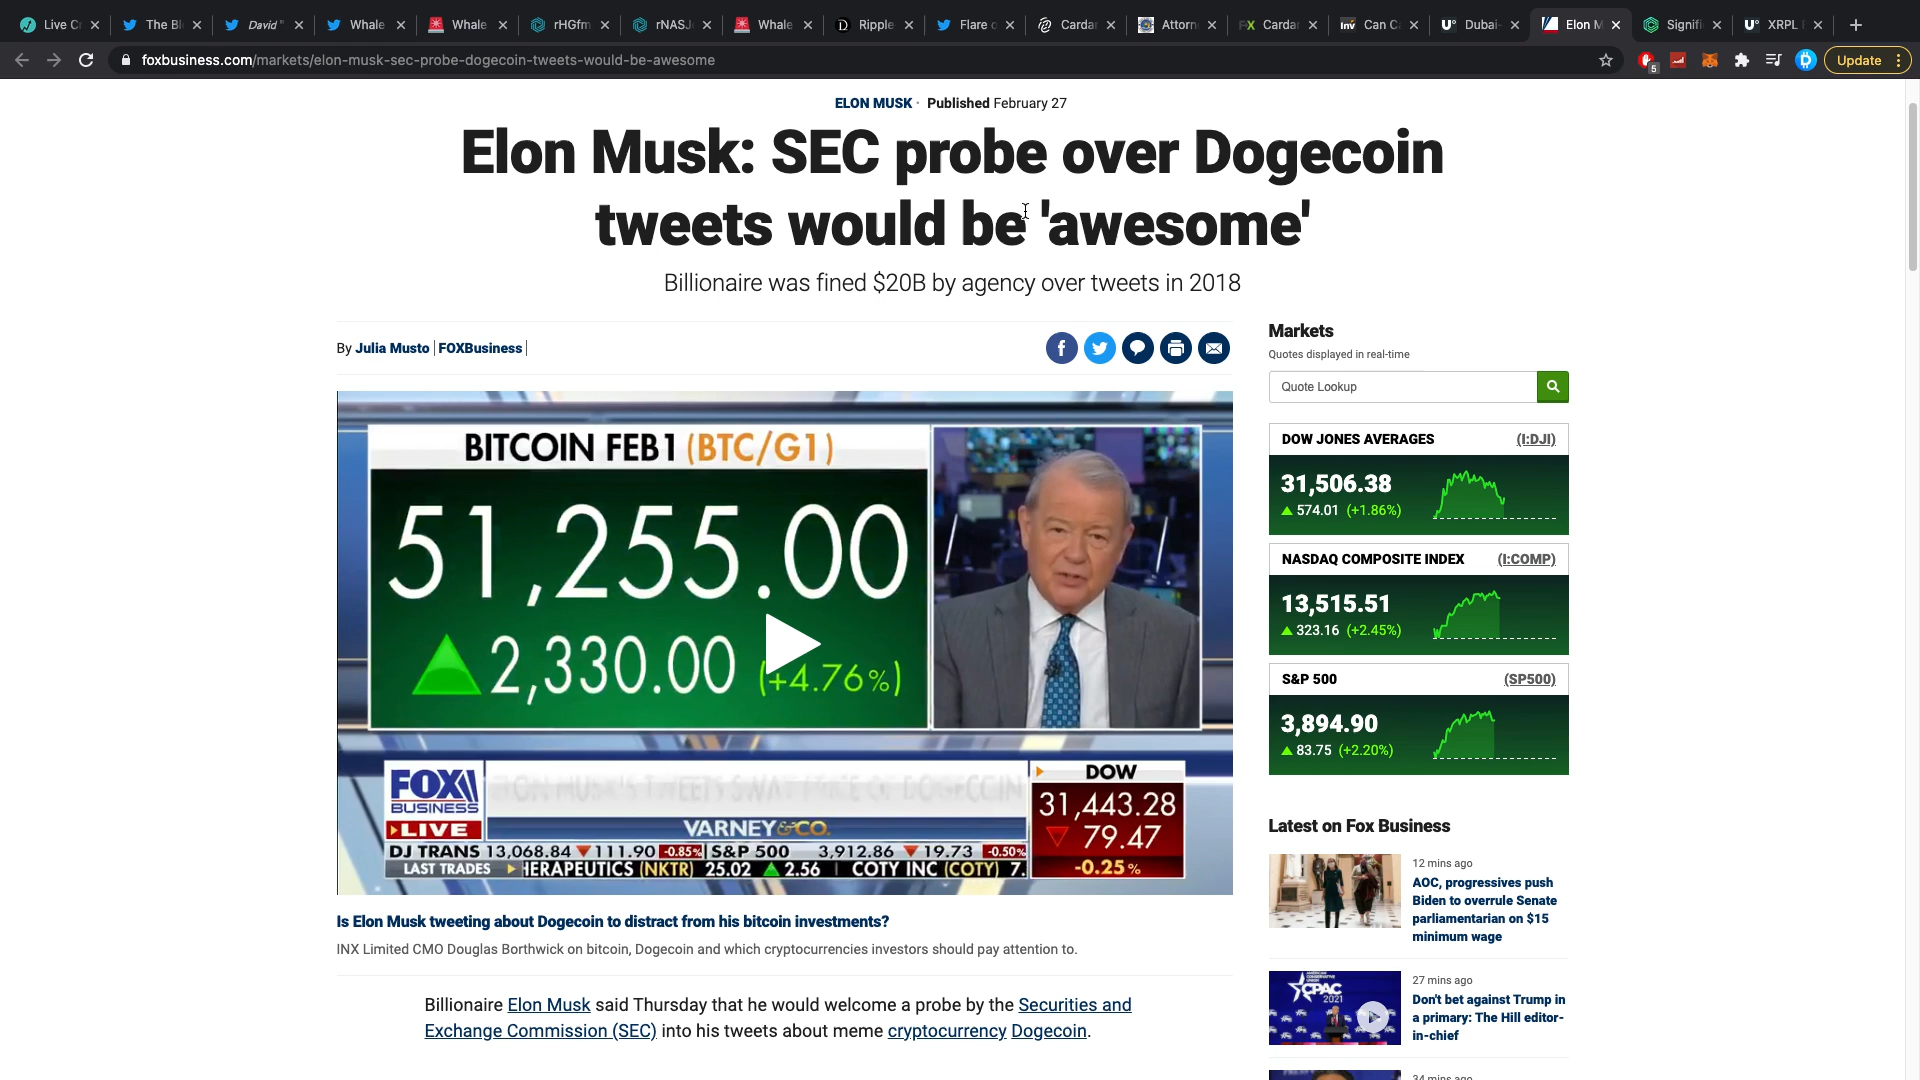 Live C
The Bl
David "
Whale
Whale
rHGfm
rNASJ
Whale
Ripple
Flare o
Cardar
Attorn
Cardar
Can C
Dubai-
Elon M
Signifi
XRPL
foxbusiness.com/markets/elon-musk-sec-probe-dogecoin-tweets-would-be-awesome
5
Update
ELON MUSK · Published February 27
Elon Musk: SEC probe over Dogecoin
tweets would be 'awesome'
Billionaire was fined $20B by agency over tweets in 2018
By Julia Musto | FOXBusiness |
BITCOIN FEB1 (BTC/G1)
51,255.00
2,330.00 (+4.76%)
FOX
BUSINESS
LIVE
ON MUSK'S TWEETS SWAY PRICE OF DOGECOIN
VARNEY & CO.
DOW
31,443.28
79.47
-0.25%
DJ TRANS 13,068.84 ▼111.90 -0.85% S&P 500 3,912.86 ▼19.73 -0.50%
LAST TRADES HERAPEUTICS (NKTR) 25.02 ▲ 2.56 COTY INC (COTY) 7.
Is Elon Musk tweeting about Dogecoin to distract from his bitcoin investments?
INX Limited CMO Douglas Borthwick on bitcoin, Dogecoin and which cryptocurrencies investors should pay attention to.
Billionaire Elon Musk said Thursday that he would welcome a probe by the Securities and
Exchange Commission (SEC) into his tweets about meme cryptocurrency Dogecoin.
Markets
Quotes displayed in real-time
Quote Lookup
DOW JONES AVERAGES (I:DJI)
31,506.38
▲ 574.01 (+1.86%)
NASDAQ COMPOSITE INDEX (I:COMP)
13,515.51
▲ 323.16 (+2.45%)
S&P 500 (SP500)
3,894.90
▲ 83.75 (+2.20%)
Latest on Fox Business
12 mins ago
AOC, progressives push
Biden to overrule Senate
parliamentarian on $15
minimum wage
CPAC
2021
27 mins ago
Don't bet against Trump in
a primary: The Hill editor-
in-chief
34 mins ago